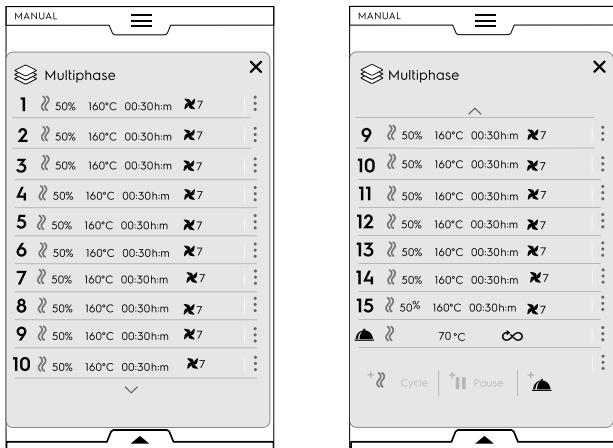 MANUAL
Multiphase
1 50% 160°C 00:30h:m 7
2 50% 160°C 00:30h:m 7
3 50% 160°C 00:30h:m 7
4 50% 160°C 00:30h:m 7
5 50% 160°C 00:30h:m 7
6 50% 160°C 00:30h:m 7
7 50% 160°C 00:30h:m 7
8 50% 160°C 00:30h:m 7
9 50% 160°C 00:30h:m 7
10 50% 160°C 00:30h:m 7
MANUAL
Multiphase
9 50% 160°C 00:30h:m 7
10 50% 160°C 00:30h:m 7
11 50% 160°C 00:30h:m 7
12 50% 160°C 00:30h:m 7
13 50% 160°C 00:30h:m 7
14 50% 160°C 00:30h:m 7
15 50% 160°C 00:30h:m 7
70 °C
+ Cycle + Pause +